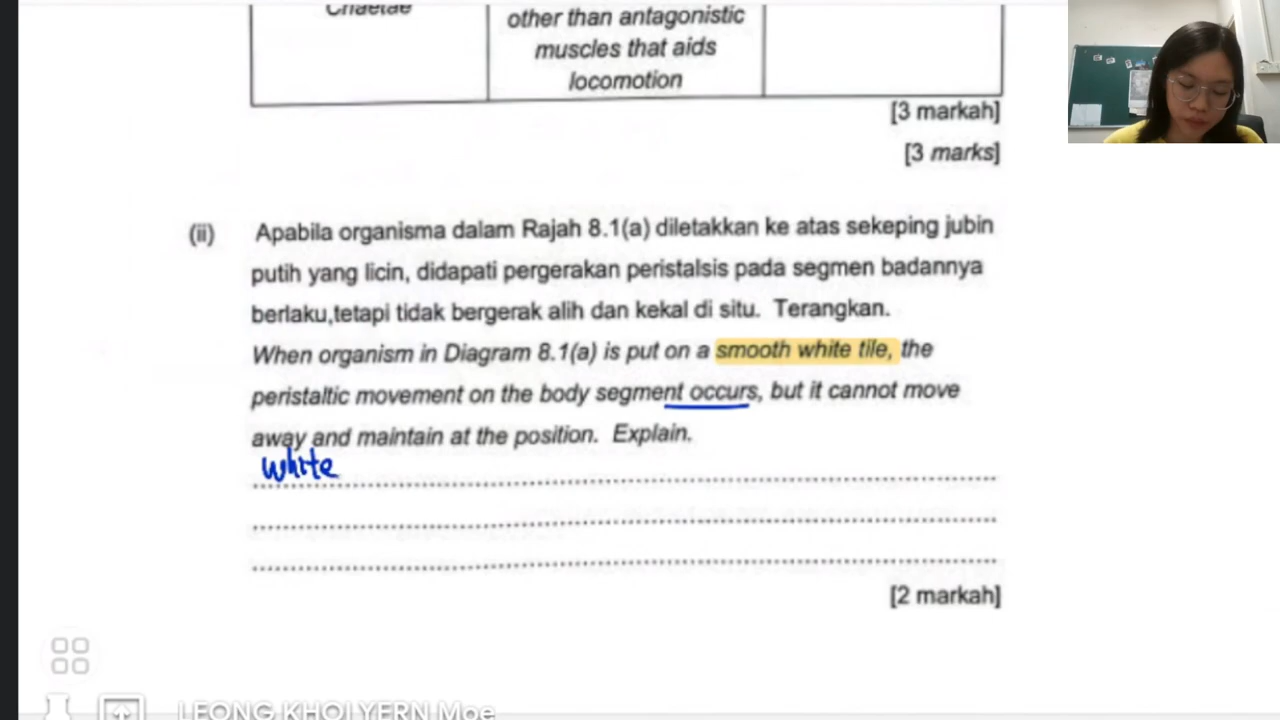 Chaetae
other than antagonistic
muscles that aids
locomotion
[3 markah]
[3 marks]
(ii) Apabila organisma dalam Rajah 8.1(a) diletakkan ke atas sekeping jubin
putih yang licin, didapati pergerakan peristalsis pada segmen badannya
berlaku,tetapi tidak bergerak alih dan kekal di situ. Terangkan.
When organism in Diagram 8.1(a) is put on a smooth white tile, the
peristaltic movement on the body segment occurs, but it cannot move
away and maintain at the position. Explain.
white
[2 markah]
LEONG KHOI YERN Moe